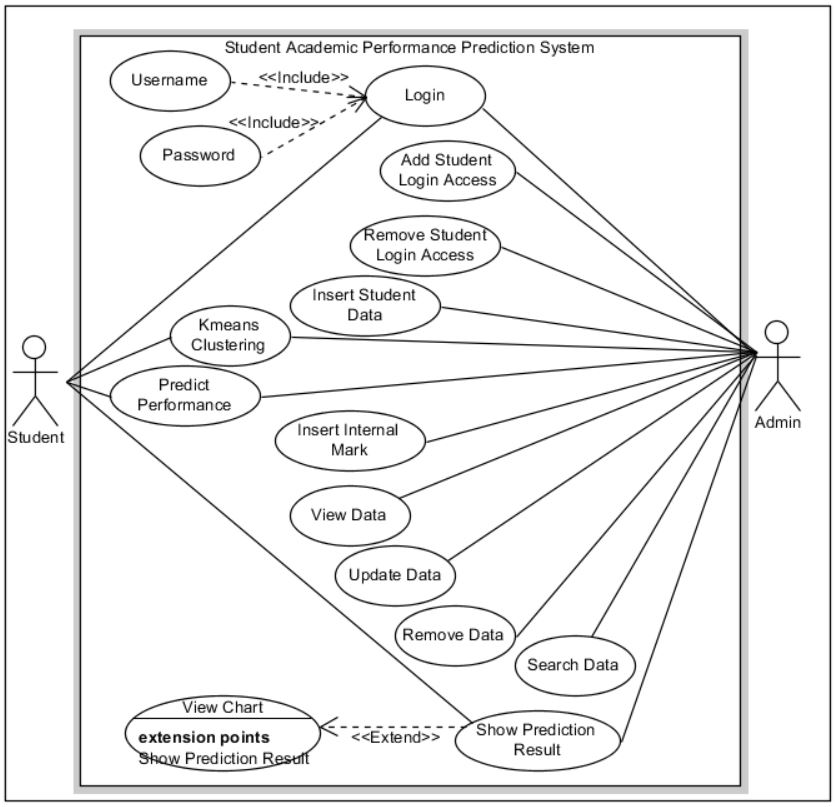 Student Academic Performance Prediction System
Username
<<Include>>
Login
<<Include>>
Password
Add Student
Login Access
Remove Student
Login Access
Insert Student
Data
Kmeans
Clustering
Predict
Performance
Student
Admin
Insert Internal
Mark
View Data
Update Data
Remove Data
Search Data
View Chart
extension points
Show Prediction Result
<<Extend>>
Show Prediction
Result